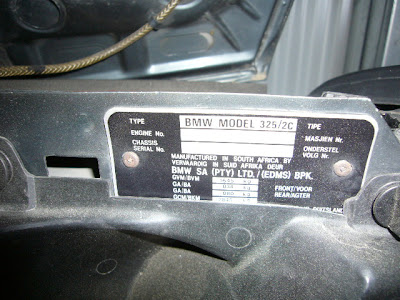 TYPE BMW MODEL 325/2C TIPE
ENGINE No. MASJIEN Nr.
CHASSIS SERIAL No. ONDERSTEL VOLG Nr.
MANUFACTURED IN SOUTH AFRICA BY
VERVAARDIG IN SUID AFRIKA DEUR
BMW SA (PTY) LTD./(EDMS) BPK.
GVM/BVM
GA/BA FRONT/VOOR
GA/BA REAR/AGTER
GCM/BKM